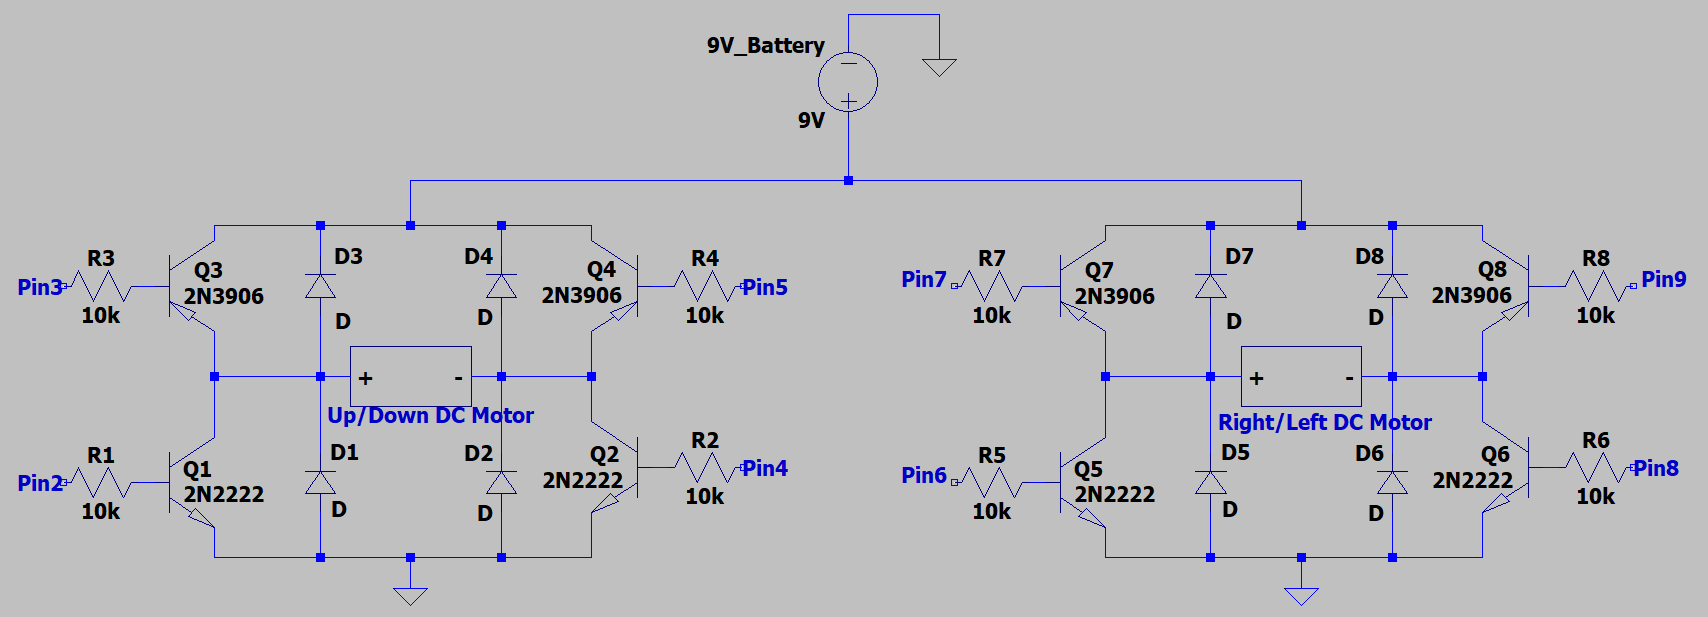 9V_Battery
9V
R3
Pin3
10k
Q3
2N3906
D3
D
D4
D
Q4
2N3906
R4
Pin5
10k
R7
Pin7
10k
Q7
2N3906
D7
D
D8
D
Q8
2N3906
R8
Pin9
10k
+ -
Up/Down DC Motor
+ -
Right/Left DC Motor
R1
Pin2
10k
Q1
2N2222
D1
D
D2
D
Q2
2N2222
R2
Pin4
10k
R5
Pin6
10k
Q5
2N2222
D5
D
D6
D
Q6
2N2222
R6
Pin8
10k